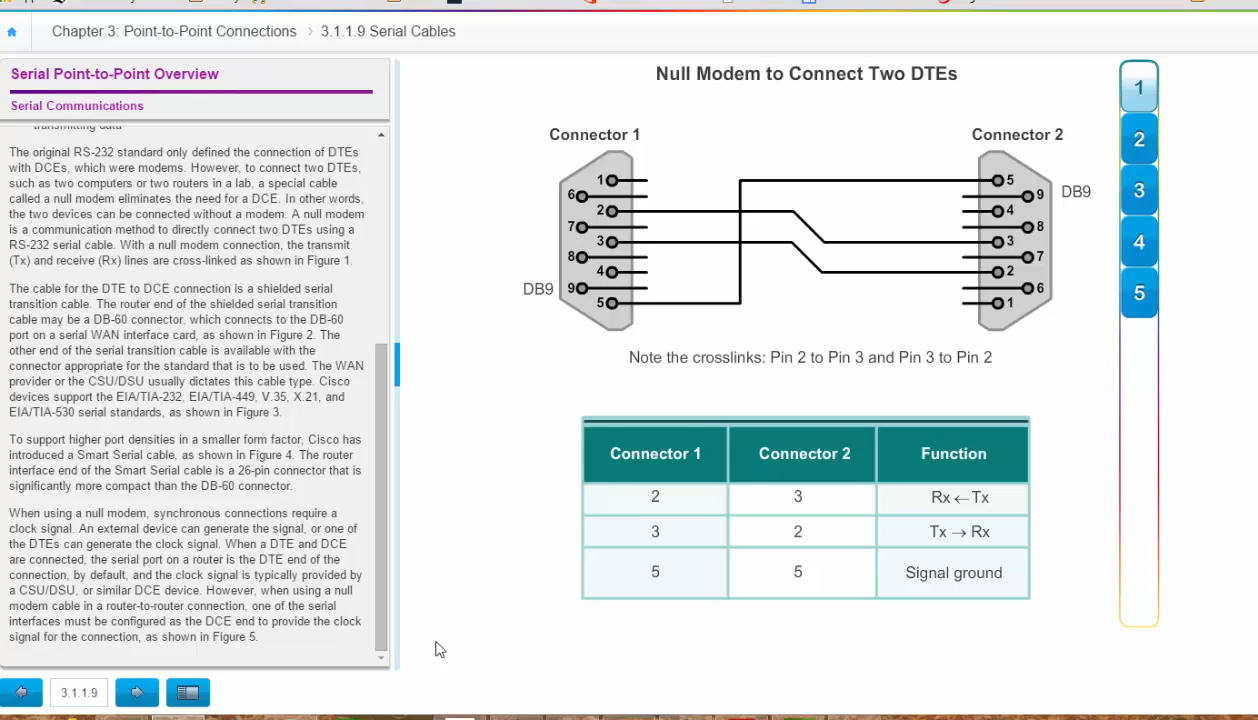 Chapter 3: Point-to-Point Connections › 3.1.1.9 Serial Cables
Serial Point-to-Point Overview
Serial Communications
transmitting data
The original RS-232 standard only defined the connection of DTEs
with DCEs, which were modems. However, to connect two DTEs,
such as two computers or two routers in a lab, a special cable
called a null modem eliminates the need for a DCE. In other words,
the two devices can be connected without a modem. A null modem
is a communication method to directly connect two DTEs using a
RS-232 serial cable. With a null modem connection, the transmit
(Tx) and receive (Rx) lines are cross-linked as shown in Figure 1.
The cable for the DTE to DCE connection is a shielded serial
transition cable. The router end of the shielded serial transition
cable may be a DB-60 connector, which connects to the DB-60
port on a serial WAN interface card, as shown in Figure 2. The
other end of the serial transition cable is available with the
connector appropriate for the standard that is to be used. The WAN
provider or the CSU/DSU usually dictates this cable type. Cisco
devices support the EIA/TIA-232, EIA/TIA-449, V.35, X.21, and
EIA/TIA-530 serial standards, as shown in Figure 3.
To support higher port densities in a smaller form factor, Cisco has
introduced a Smart Serial cable, as shown in Figure 4. The router
interface end of the Smart Serial cable is a 26-pin connector that is
significantly more compact than the DB-60 connector.
When using a null modem, synchronous connections require a
clock signal. An external device can generate the signal, or one of
the DTEs can generate the clock signal. When a DTE and DCE
are connected, the serial port on a router is the DTE end of the
connection, by default, and the clock signal is typically provided by
a CSU/DSU, or similar DCE device. However, when using a null
modem cable in a router-to-router connection, one of the serial
interfaces must be configured as the DCE end to provide the clock
signal for the connection, as shown in Figure 5.
3.1.1.9
Null Modem to Connect Two DTEs
Connector 1 Connector 2
1 5
6 9 DB9
2 4
7 8
3 3
8 7
4 2
DB9 9 6
5 1
Note the crosslinks: Pin 2 to Pin 3 and Pin 3 to Pin 2
Connector 1 Connector 2 Function
2 3 Rx ← Tx
3 2 Tx → Rx
5 5 Signal ground
1
2
3
4
5